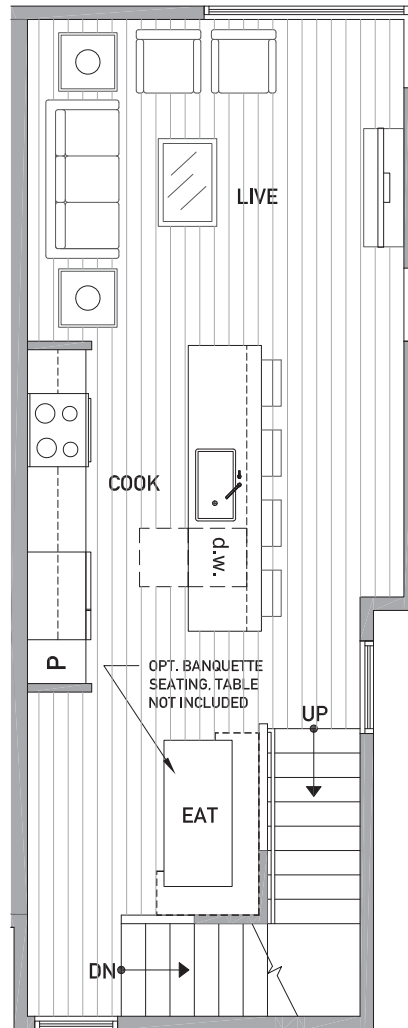 LIVE
COOK
d.w.
P
OPT. BANQUETTE
SEATING. TABLE
NOT INCLUDED
UP
EAT
DN